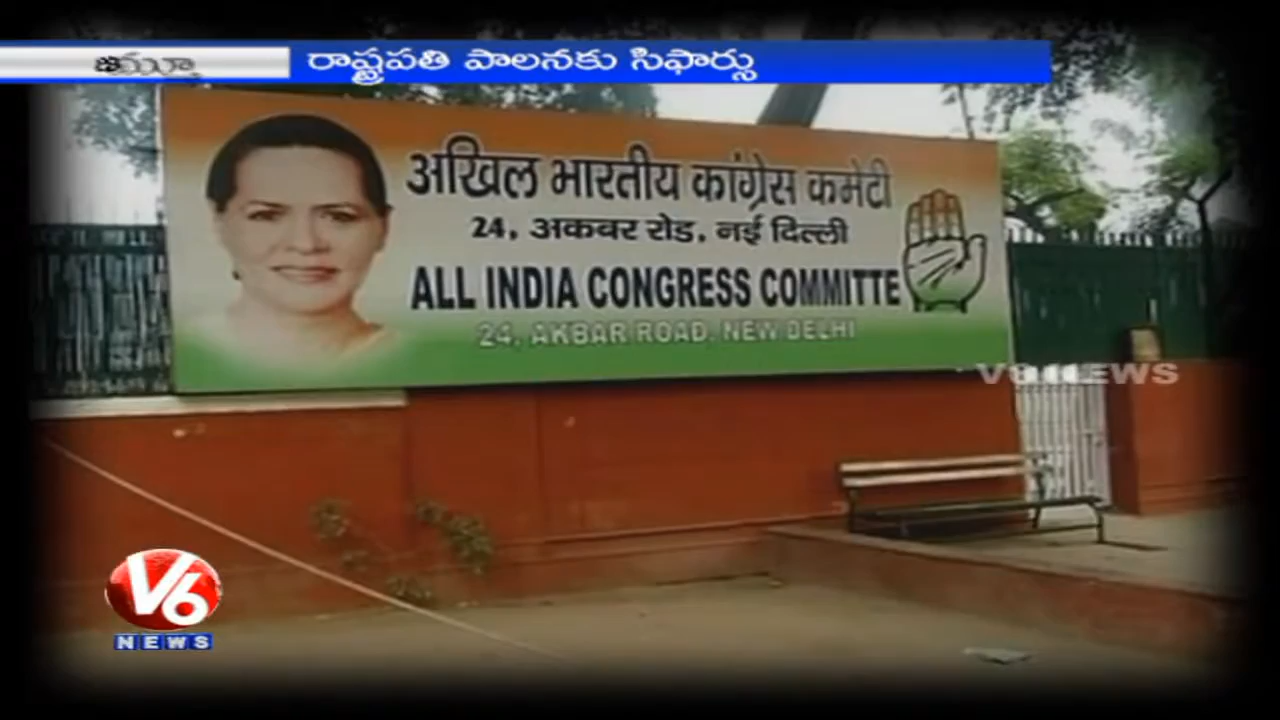 రాష్ట్రపతి పాలనకు సిఫార్సు
अखिल भारतीय कांग्रेस कमेटी
24, अकबर रोड, नई दिल्ली
ALL INDIA CONGRESS COMMITTE
24, AKBAR ROAD, NEW DELHI
V6 NEWS
V6
NEWS